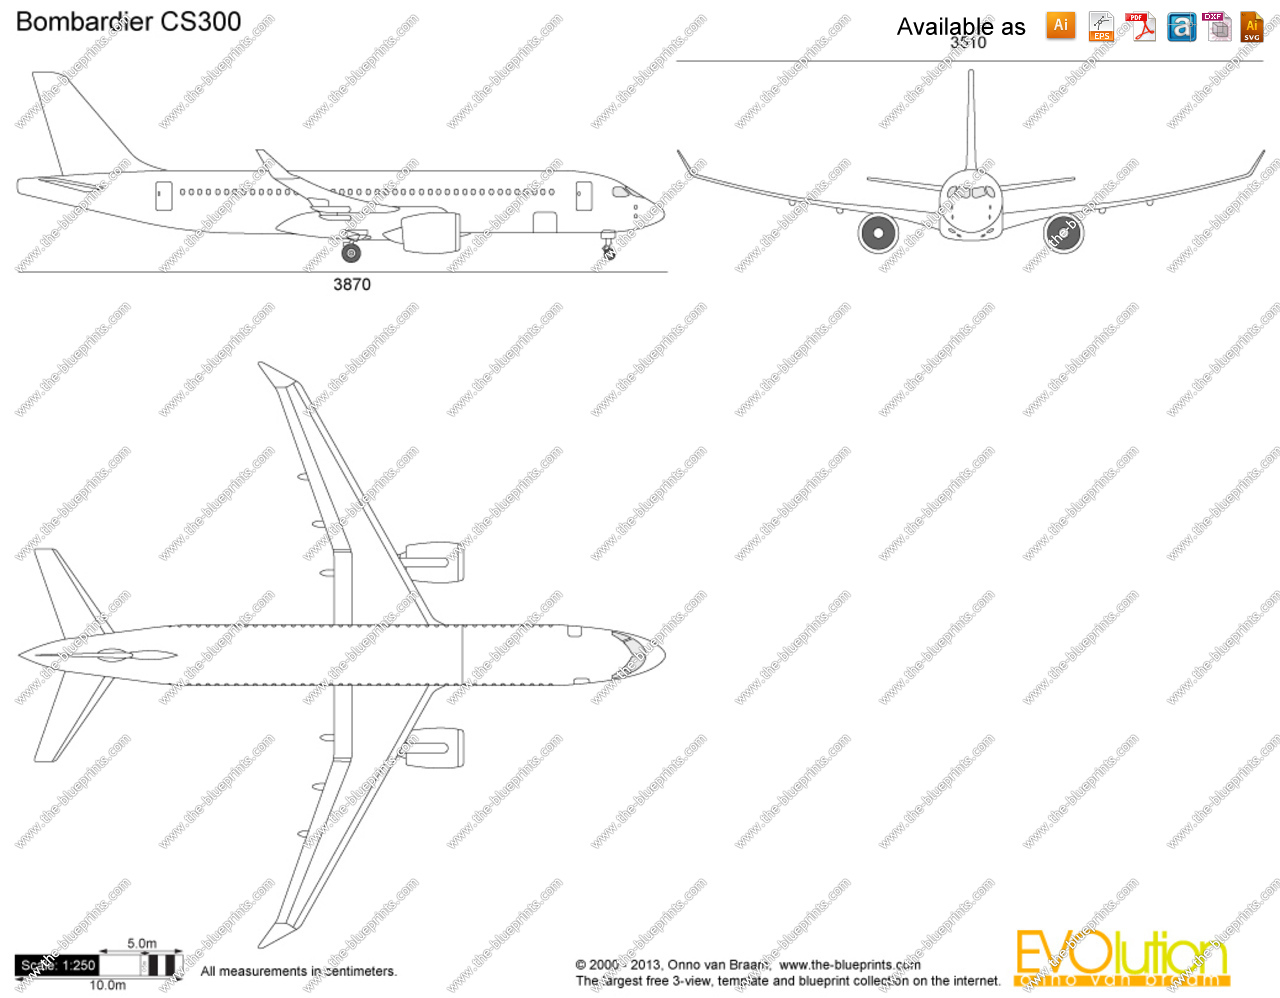 Bombardier CS300
Available as
Ai
EPS
PDF
a
DXF
Ai
SVG
3510
3870
5.0m
Scale: 1:250
10.0m
All measurements in centimeters.
© 2000 - 2013, Onno van Braam, www.the-blueprints.com
The largest free 3-view, template and blueprint collection on the internet.
EVOlution
onno van braam
www.the-blueprints.com